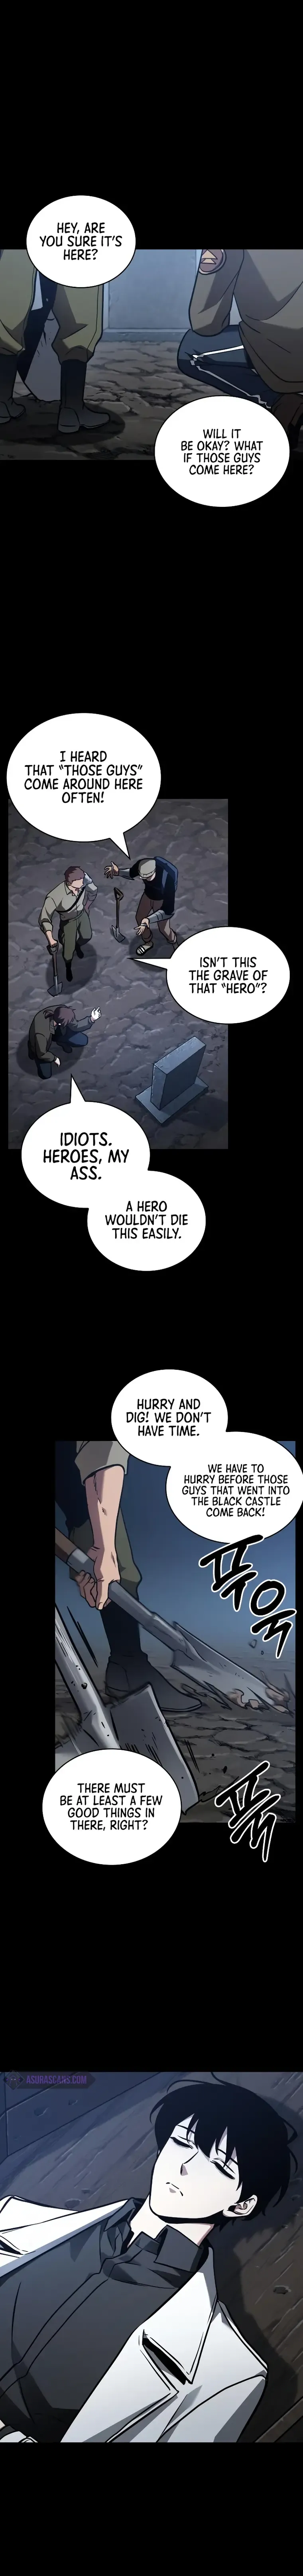 HEY, ARE
YOU SURE IT'S
HERE?
WILL IT
BE OKAY? WHAT
IF THOSE GUYS
COME HERE?
I HEARD
THAT "THOSE GUYS"
COME AROUND HERE
OFTEN!
ISN'T THIS
THE GRAVE OF
THAT "HERO"?
IDIOTS.
HEROES, MY
ASS.
A HERO
WOULDN'T DIE
THIS EASILY.
HURRY AND
DIG! WE DON'T
HAVE TIME.
WE HAVE TO
HURRY BEFORE THOSE
GUYS THAT WENT INTO
THE BLACK CASTLE
COME BACK!
푸욱
THERE MUST
BE AT LEAST A FEW
GOOD THINGS IN
THERE, RIGHT?
푹
ASURASCANS.COM